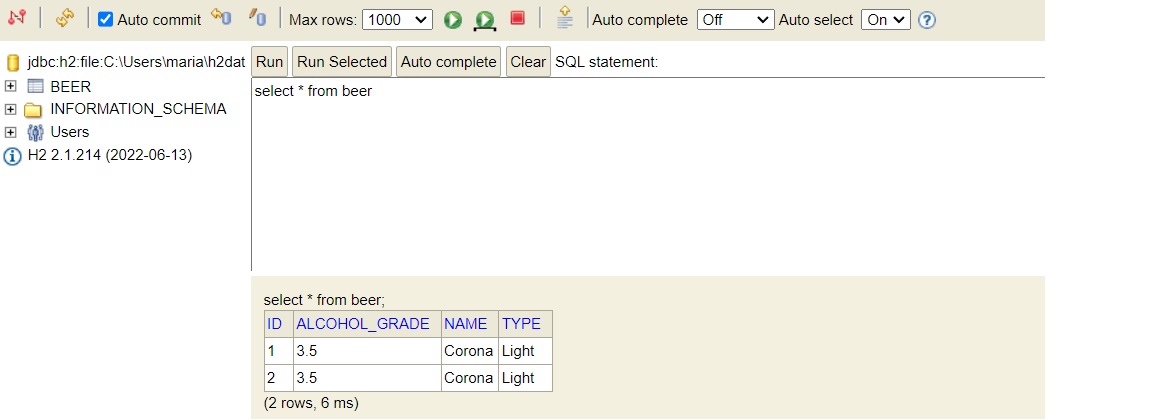 Auto commit Max rows: 1000 Auto complete Off Auto select On
jdbc:h2:file:C:\Users\maria\h2dat
BEER
INFORMATION_SCHEMA
Users
H2 2.1.214 (2022-06-13)
Run Run Selected Auto complete Clear SQL statement:
select * from beer
select * from beer;
ID ALCOHOL_GRADE NAME TYPE
1 3.5 Corona Light
2 3.5 Corona Light
(2 rows, 6 ms)